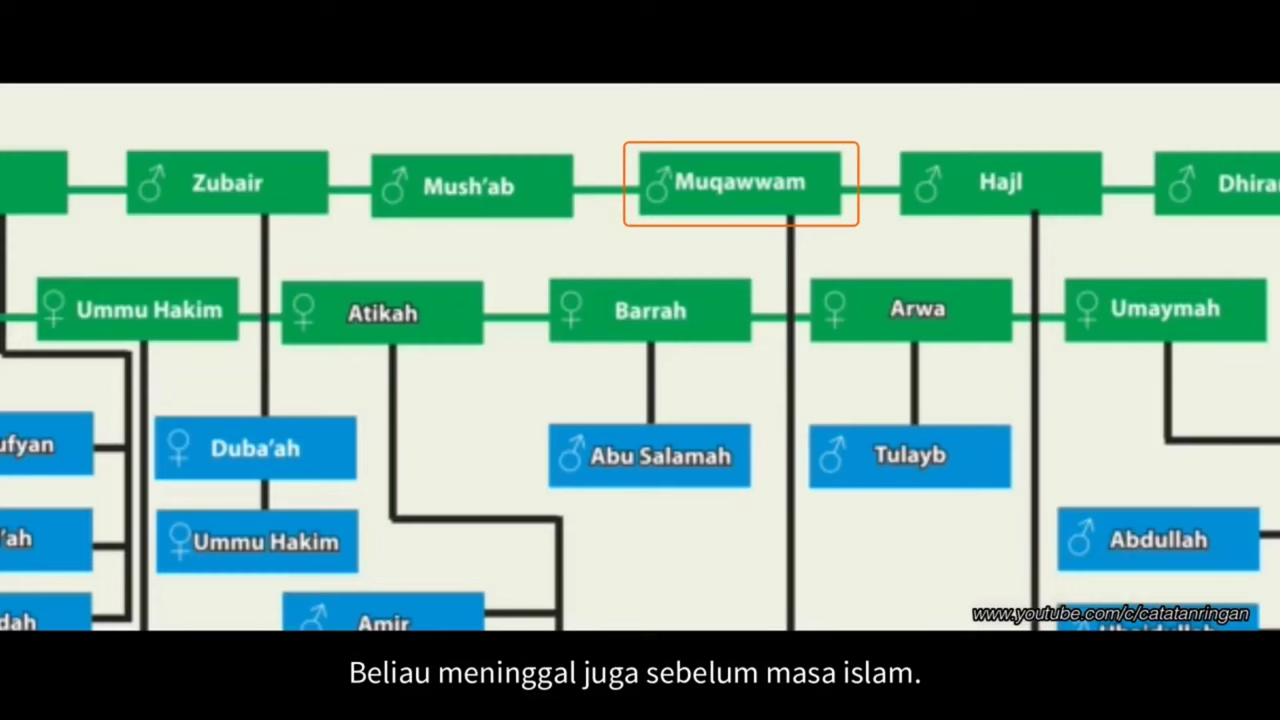 Zubair
Mush'ab
Muqawwam
Hajl
Ummu Hakim
Atikah
Barrah
Arwa
Umaymah
Duba'ah
Abu Salamah
Tulayb
Ummu Hakim
Abdullah
Amir
www.youtube.com/c/catatanringan
Beliau meninggal juga sebelum masa islam.